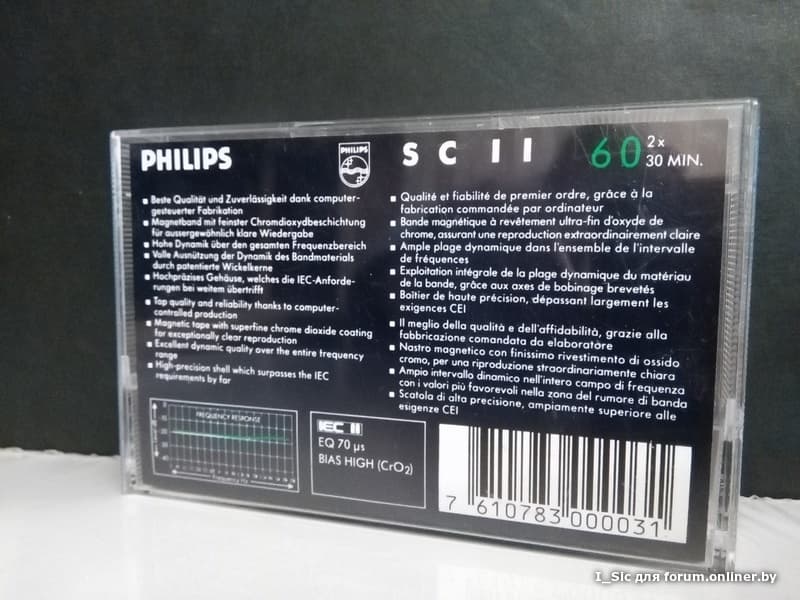 PHILIPS
PHILIPS
SC II
60
2x
30 MIN.
▪ Beste Qualität und Zuverlässigkeit dank computer-
gesteuerter Fabrikation
▪ Magnetband mit feinster Chromdioxydbeschichtung
für aussergewöhnlich klare Wiedergabe
▪ Hohe Dynamik über den gesamten Frequenzbereich
▪ Volle Ausnützung der Dynamik des Bandmaterials
durch patentierte Wickelkerne
▪ Hochpräzises Gehäuse, welches die IEC-Anforde-
rungen bei weitem übertrifft
▪ Top quality and reliability thanks to computer-
controlled production
▪ Magnetic tape with superfine chrome dioxide coating
for exceptionally clear reproduction
▪ Excellent dynamic quality over the entire frequency
range
▪ High-precision shell which surpasses the IEC
requirements by far
▪ Qualité et fiabilité de premier ordre, grâce à la
fabrication commandée par ordinateur
▪ Bande magnétique à revêtement ultra-fin d'oxyde de
chrome, assurant une reproduction extraordinairement claire
▪ Ample plage dynamique dans l'ensemble de l'intervalle
de fréquences
▪ Exploitation intégrale de la plage dynamique du matériau
de la bande, grâce aux axes de bobinage brevetés
▪ Boîtier de haute précision, dépassant largement les
exigences CEI
▪ Il meglio della qualità e dell'affidabilità, grazie alla
fabbricazione comandata da elaboratore
▪ Nastro magnetico con finissimo rivestimento di ossido
cromo, per una riproduzione straordinariamente chiara
▪ Ampio intervallo dinamico nell'intero campo di frequenza
con i valori più favorevoli nella zona del rumore di banda
▪ Scatola di alta precisione, ampiamente superiore alle
esigenze CEI
FREQUENCY RESPONSE
Frequency Hz
IEC II
EQ 70 µs
BIAS HIGH (CrO2)
7 610783 000031
I_Sic для forum.onliner.by